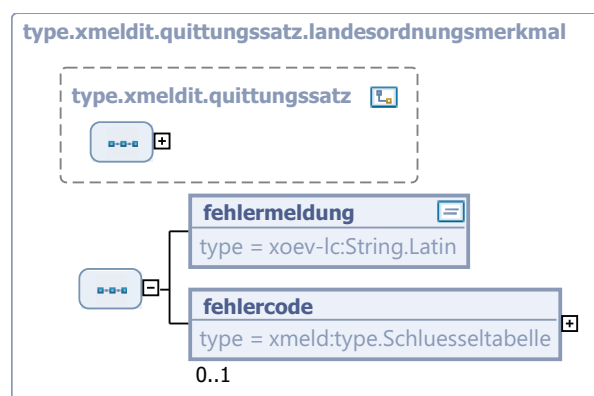 type.xmeldit.quittungssatz.landesordnungsmerkmal
type.xmeldit.quittungssatz
fehlermeldung
type = xoev-lc:String.Latin
fehlercode
type = xmeld:type.Schluesseltabelle
0..1